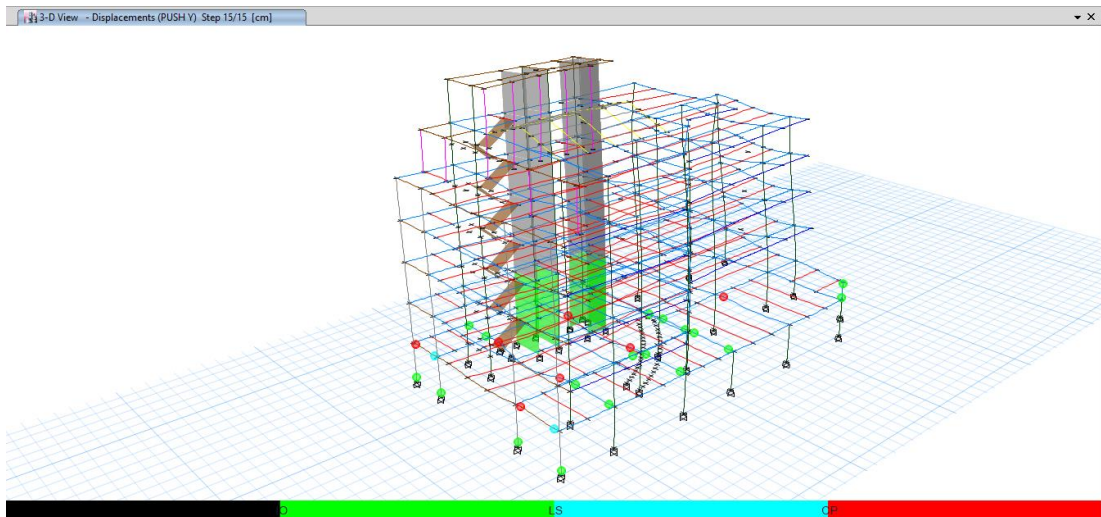 3-D View - Displacements (PUSH Y) Step 15/15 [cm]
IO LS CP